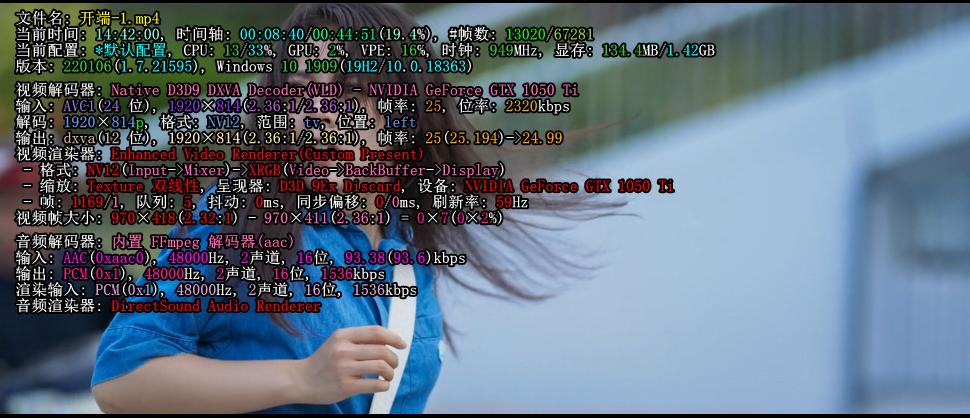 文件名: 开端-1.mp4
当前时间: 14:42:00, 时间轴: 00:08:40/00:44:51(19.4%), #帧数: 13020/67281
当前配置: *默认配置, CPU: 13/33%, GPU: 2%, VPE: 16%, 时钟: 949MHz, 显存: 134.4MB/1.42GB
版本: 220106(1.7.21595), Windows 10 1909(19H2/10.0.18363)
视频解码器: Native D3D9 DXVA Decoder(VLD) - NVIDIA GeForce GTX 1050 Ti
输入: AVC1(24 位), 1920×814(2.36:1/2.36:1), 帧率: 25, 位率: 2320kbps
解码: 1920×814p, 格式: NV12, 范围: tv, 位置: left
输出: dxva(12 位), 1920×814(2.36:1/2.36:1), 帧率: 25(25.194)->24.99
视频渲染器: Enhanced Video Renderer(Custom Present)
- 格式: NV12(Input->Mixer)->XRGB(Video->BackBuffer->Display)
- 缩放: Texture 双线性, 呈现器: D3D 9Ex Discard, 设备: NVIDIA GeForce GTX 1050 Ti
- 帧: 1169/1, 队列: 5, 抖动: 0ms, 同步偏移: 0/0ms, 刷新率: 59Hz
视频帧大小: 970×418(2.32:1) - 970×411(2.36:1) = 0×7(0×2%)
音频解码器: 内置 FFmpeg 解码器(aac)
输入: AAC(0xaac0), 48000Hz, 2声道, 16位, 93.38(93.6)kbps
输出: PCM(0x1), 48000Hz, 2声道, 16位, 1536kbps
渲染输入: PCM(0x1), 48000Hz, 2声道, 16位, 1536kbps
音频渲染器: DirectSound Audio Renderer